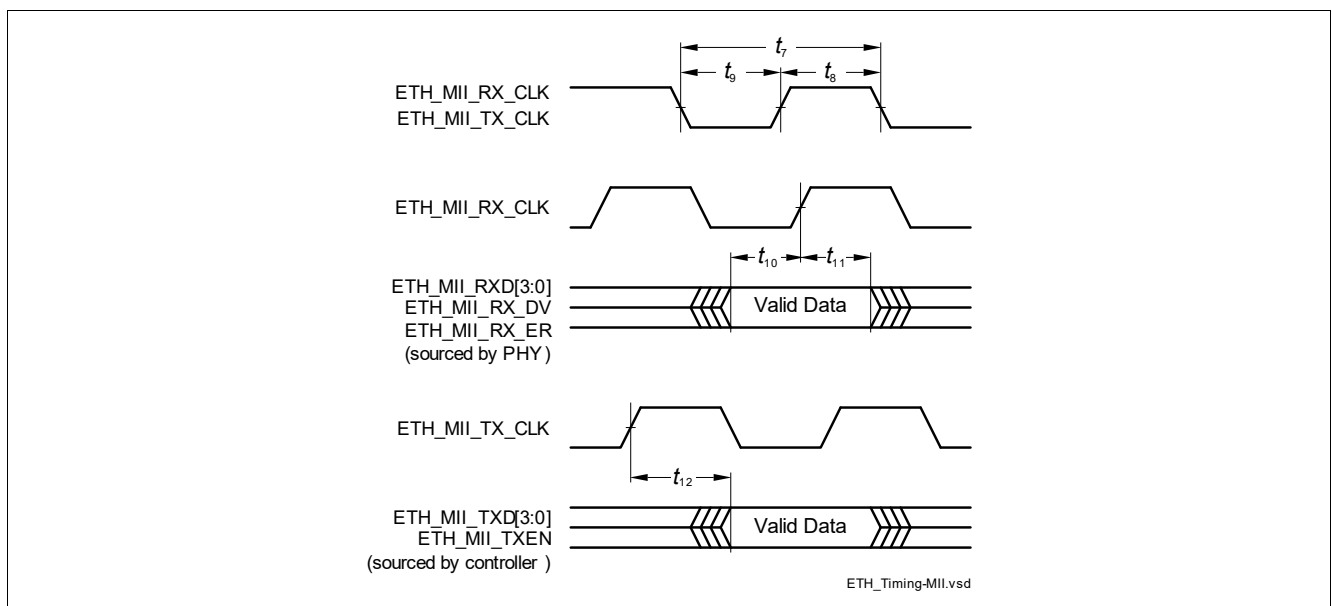 t7
t9
t8
ETH_MII_RX_CLK
ETH_MII_TX_CLK
ETH_MII_RX_CLK
t10
t11
ETH_MII_RXD[3:0]
ETH_MII_RX_DV
Valid Data
ETH_MII_RX_ER
(sourced by PHY )
ETH_MII_TX_CLK
t12
ETH_MII_TXD[3:0]
Valid Data
ETH_MII_TXEN
(sourced by controller )
ETH_Timing-MII.vsd